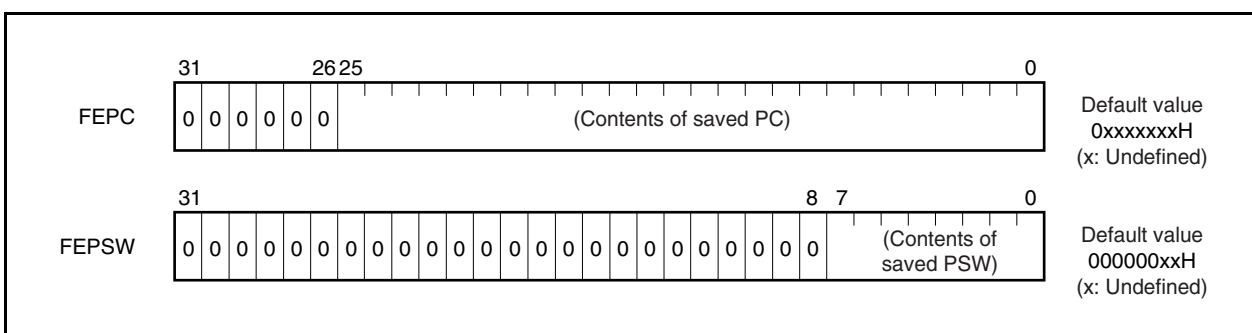 31 26 25 0
FEPC 0 0 0 0 0 0 (Contents of saved PC) Default value
0xxxxxxxH
(x: Undefined)
31 8 7 0
FEPSW 0 0 0 0 0 0 0 0 0 0 0 0 0 0 0 0 0 0 0 0 0 0 0 0 (Contents of
saved PSW) Default value
000000xxH
(x: Undefined)